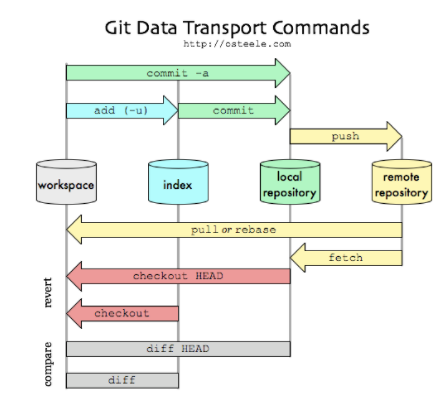 Git Data Transport Commands
http://osteele.com
commit -a
add (-u)
commit
push
workspace
index
local
repository
remote
repository
pull or rebase
fetch
revert
checkout HEAD
checkout
compare
diff HEAD
diff